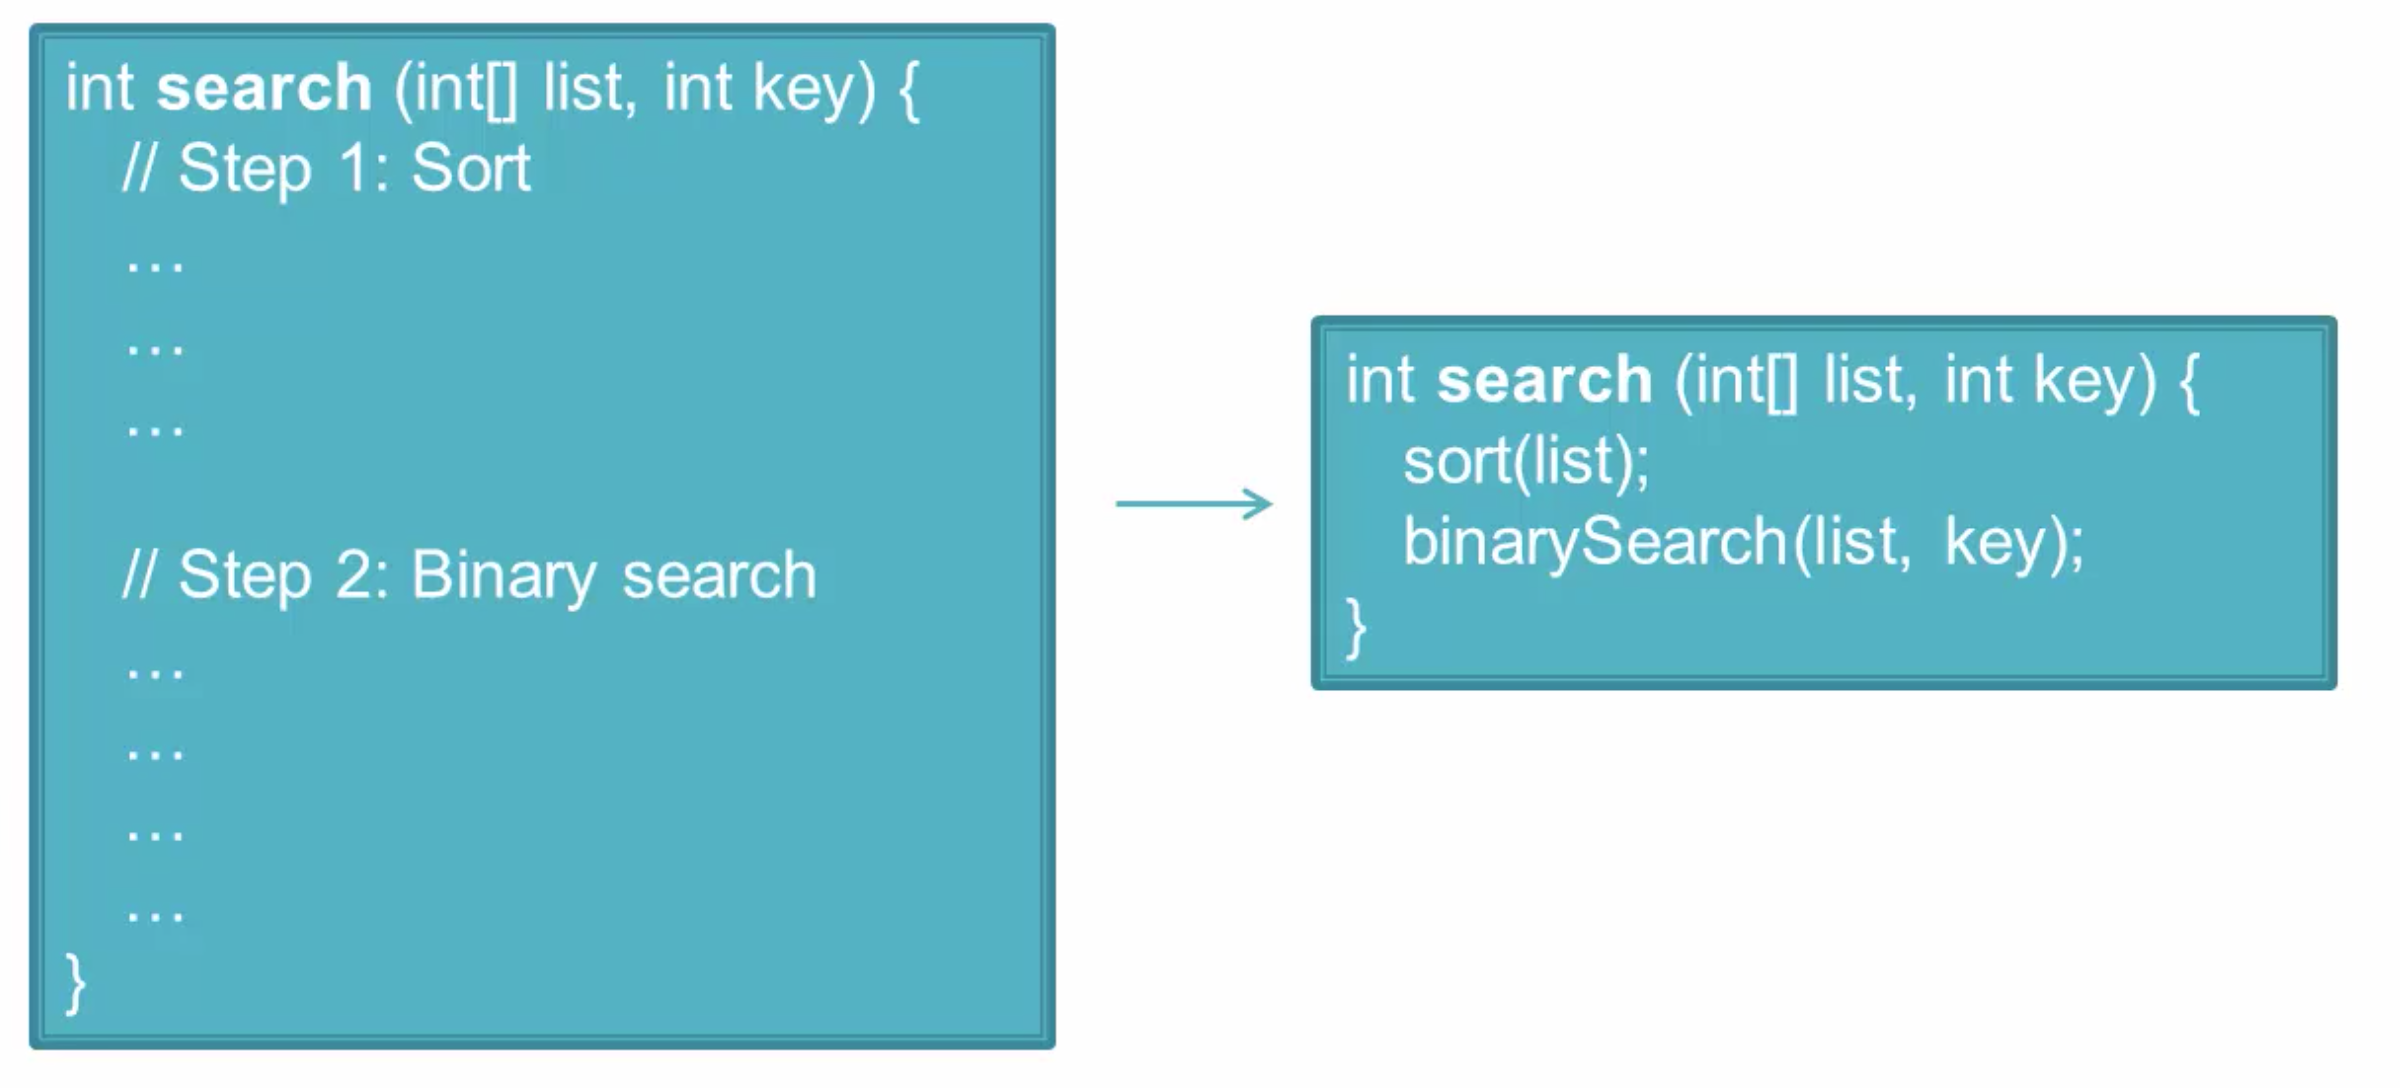 int search (int[] list, int key) {
// Step 1: Sort
...
...
...
// Step 2: Binary search
...
...
...
...
}
int search (int[] list, int key) {
sort(list);
binarySearch(list, key);
}